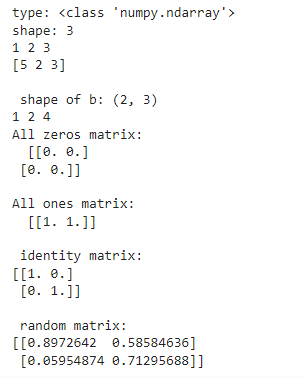 type: <class 'numpy.ndarray'>
shape: 3
1 2 3
[5 2 3]
shape of b: (2, 3)
1 2 4
All zeros matrix:
[[0. 0.]
[0. 0.]]
All ones matrix:
[[1. 1.]]
identity matrix:
[[1. 0.]
[0. 1.]]
random matrix:
[[0.8972642  0.58584636]
[0.05954874 0.71295688]]